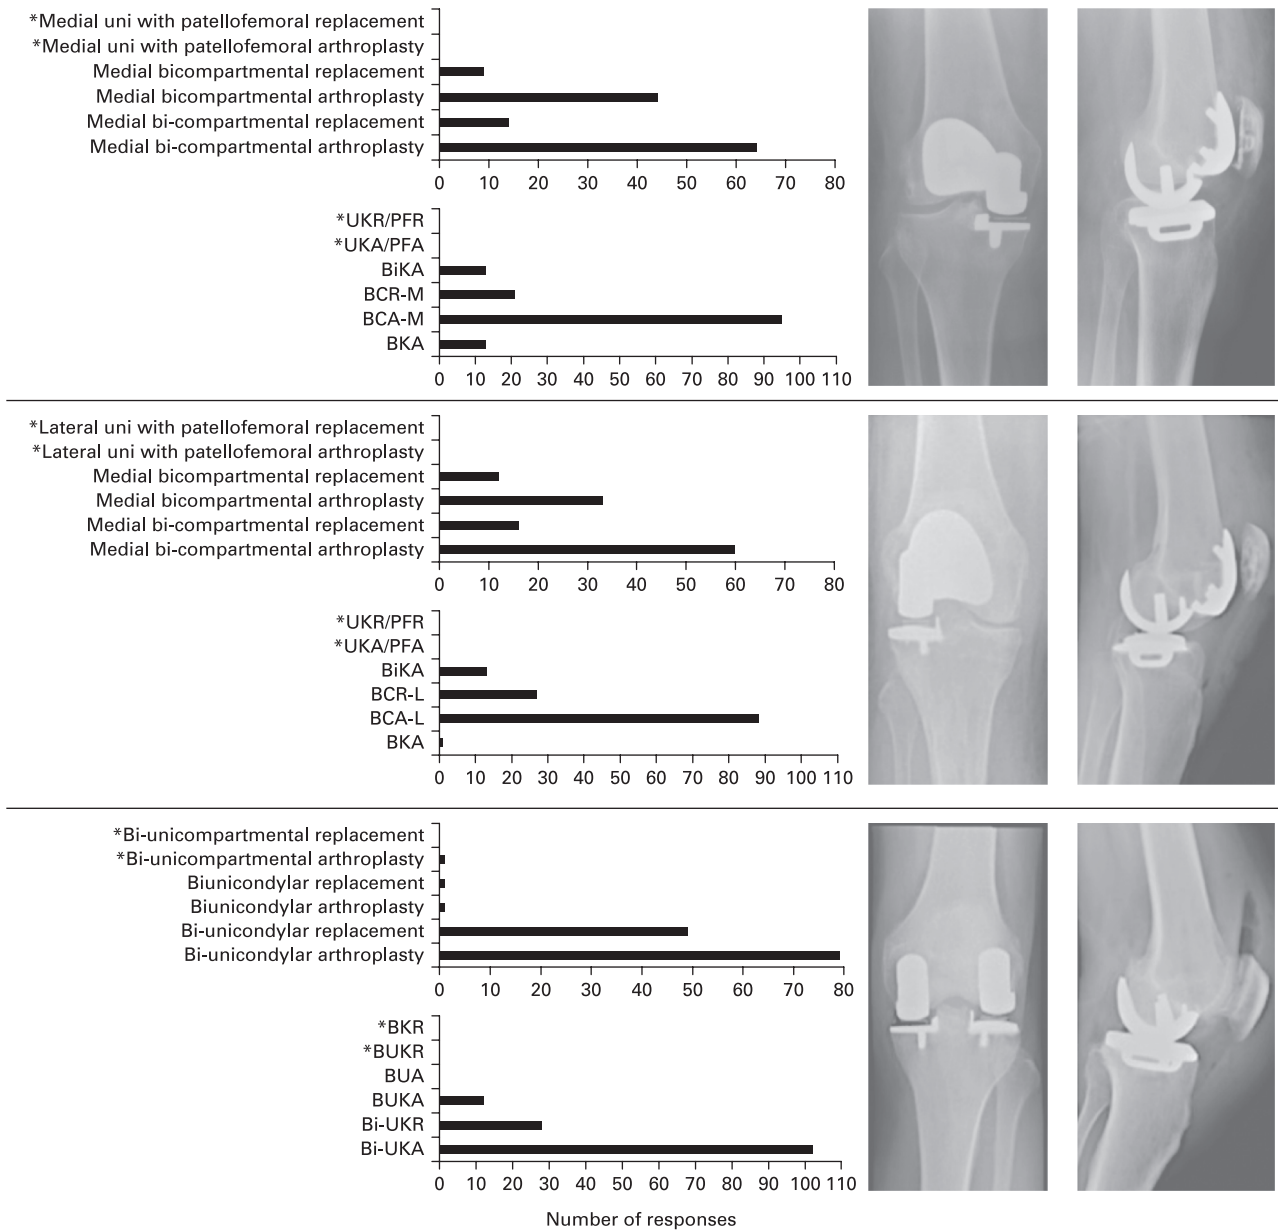 *Medial uni with patellofemoral replacement
*Medial uni with patellofemoral arthroplasty
Medial bicompartmental replacement
Medial bicompartmental arthroplasty
Medial bi-compartmental replacement
Medial bi-compartmental arthroplasty
0 10 20 30 40 50 60 70 80
*UKR/PFR
*UKA/PFA
BiKA
BCR-M
BCA-M
BKA
0 10 20 30 40 50 60 70 80 90 100 110
*Lateral uni with patellofemoral replacement
*Lateral uni with patellofemoral arthroplasty
Medial bicompartmental replacement
Medial bicompartmental arthroplasty
Medial bi-compartmental replacement
Medial bi-compartmental arthroplasty
0 10 20 30 40 50 60 70 80
*UKR/PFR
*UKA/PFA
BiKA
BCR-L
BCA-L
BKA
0 10 20 30 40 50 60 70 80 90 100 110
*Bi-unicompartmental replacement
*Bi-unicompartmental arthroplasty
Biunicondylar replacement
Biunicondylar arthroplasty
Bi-unicondylar replacement
Bi-unicondylar arthroplasty
0 10 20 30 40 50 60 70 80
*BKR
*BUKR
BUA
BUKA
Bi-UKR
Bi-UKA
0 10 20 30 40 50 60 70 80 90 100 110
Number of responses